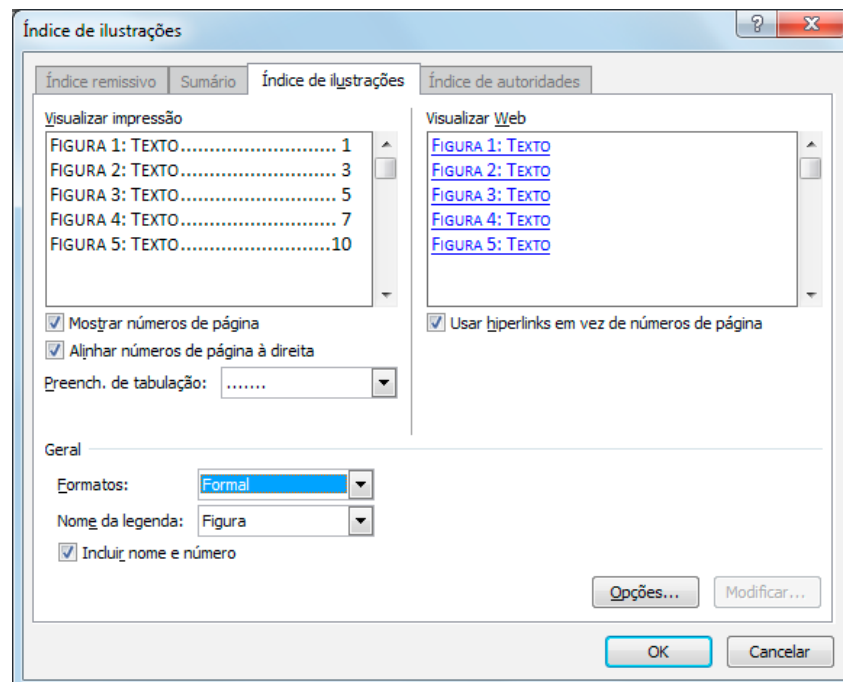 Índice de ilustrações
?
Índice remissivo Sumário Índice de ilustrações Índice de autoridades
Visualizar impressão
FIGURA 1: TEXTO........................... 1
FIGURA 2: TEXTO........................... 3
FIGURA 3: TEXTO........................... 5
FIGURA 4: TEXTO........................... 7
FIGURA 5: TEXTO...........................10
Mostrar números de página
Alinhar números de página à direita
Preench. de tabulação: .......
Visualizar Web
FIGURA 1: TEXTO
FIGURA 2: TEXTO
FIGURA 3: TEXTO
FIGURA 4: TEXTO
FIGURA 5: TEXTO
Usar hiperlinks em vez de números de página
Geral
Formatos: Formal
Nome da legenda: Figura
Incluir nome e número
Opções... Modificar...
OK Cancelar